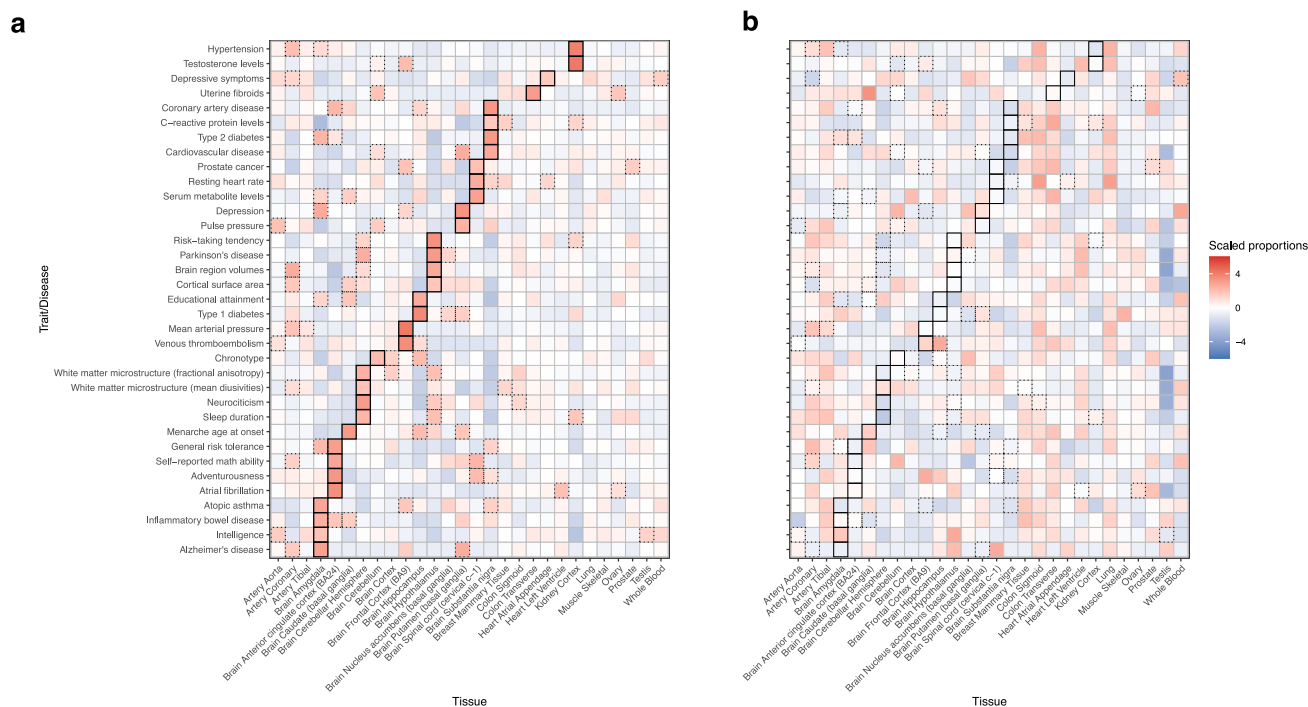 a
b
Hypertension
Testosterone levels
Depressive symptoms
Uterine fibroids
Coronary artery disease
C−reactive protein levels
Type 2 diabetes
Cardiovascular disease
Prostate cancer
Resting heart rate
Serum metabolite levels
Depression
Pulse pressure
Risk−taking tendency
Parkinson's disease
Brain region volumes
Cortical surface area
Educational attainment
Type 1 diabetes
Mean arterial pressure
Venous thromboembolism
Chronotype
White matter microstructure (fractional anisotropy)
White matter microstructure (mean diusivities)
Neurociticism
Sleep duration
Menarche age at onset
General risk tolerance
Self−reported math ability
Adventurousness
Atrial fibrillation
Atopic asthma
Inflammatory bowel disease
Intelligence
Alzheimer's disease
Trait/Disease
Artery Aorta
Artery Coronary
Artery Tibial
Brain Amygdala
Brain Anterior cingulate cortex (BA24)
Brain Caudate (basal ganglia)
Brain Cerebellar Hemisphere
Brain Cerebellum
Brain Cortex
Brain Frontal Cortex (BA9)
Brain Hippocampus
Brain Hypothalamus
Brain Nucleus accumbens (basal ganglia)
Brain Putamen (basal ganglia)
Brain Spinal cord (cervical c−1)
Brain Substantia nigra
Breast Mammary Tissue
Colon Sigmoid
Colon Transverse
Heart Atrial Appendage
Heart Left Ventricle
Kidney Cortex
Lung
Muscle Skeletal
Ovary
Prostate
Testis
Whole Blood
Tissue
Artery Aorta
Artery Coronary
Artery Tibial
Brain Amygdala
Brain Anterior cingulate cortex (BA24)
Brain Caudate (basal ganglia)
Brain Cerebellar Hemisphere
Brain Cerebellum
Brain Cortex
Brain Frontal Cortex (BA9)
Brain Hippocampus
Brain Hypothalamus
Brain Nucleus accumbens (basal ganglia)
Brain Putamen (basal ganglia)
Brain Spinal cord (cervical c−1)
Brain Substantia nigra
Breast Mammary Tissue
Colon Sigmoid
Colon Transverse
Heart Atrial Appendage
Heart Left Ventricle
Kidney Cortex
Lung
Muscle Skeletal
Ovary
Prostate
Testis
Whole Blood
Tissue
Scaled proportions
4
0
−4